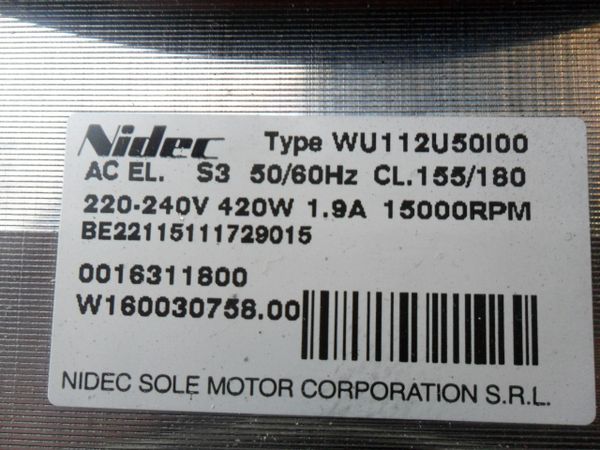 Nidec Type WU112U50I00
AC EL. S3 50/60Hz CL.155/180
220-240V 420W 1.9A 15000RPM
BE22115111729015
0016311800
W160030758.00
NIDEC SOLE MOTOR CORPORATION S.R.L.